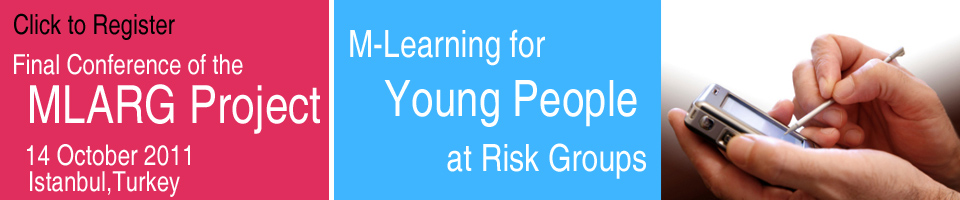 Click to Register
Final Conference of the
MLARG Project
14 October 2011
Istanbul,Turkey
M-Learning for
Young People
at Risk Groups